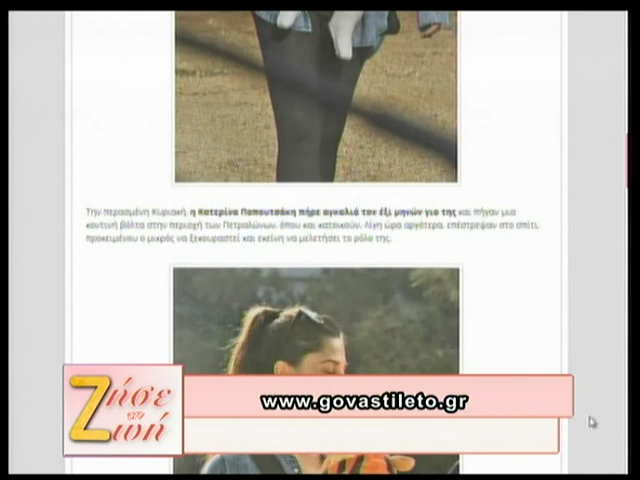 Την περασμένη Κυριακή, η Κατερίνα Παπουτσάκη πήρε αγκαλιά τον έξι μηνών γιο της και πήγαν μια
κοντινή βόλτα στην περιοχή των Πετραλώνων, όπου και κατοικούν. Λίγη ώρα αργότερα, επέστρεψαν στο σπίτι,
προκειμένου ο μικρός να ξεκουραστεί και εκείνη να μελετήσει το ρόλο της.
Ζήσε
τη
Ζωή
www.govastileto.gr